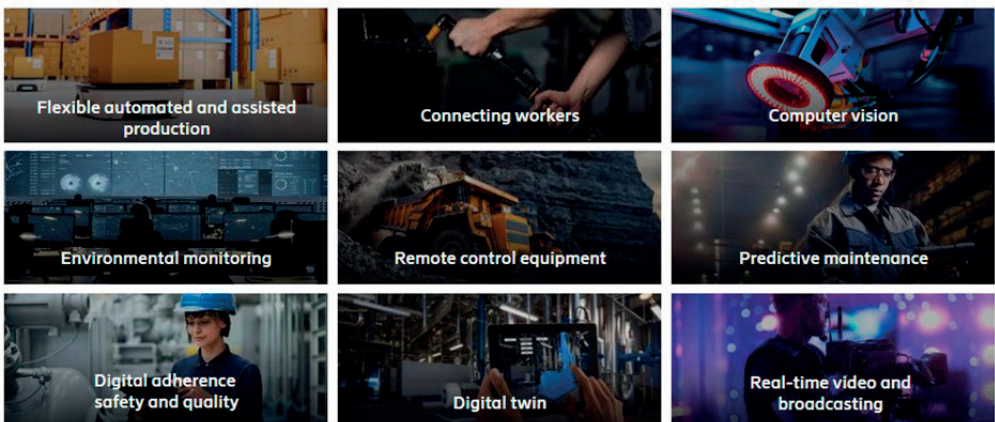 Flexible automated and assisted
production
Connecting workers
Computer vision
Environmental monitoring
Remote control equipment
Predictive maintenance
Digital adherence
safety and quality
Digital twin
Real-time video and
broadcasting